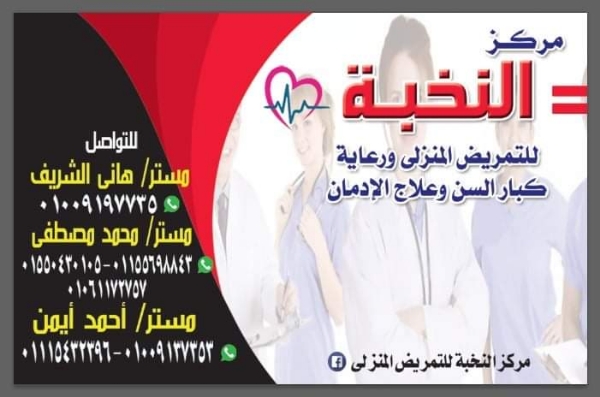 مركز
النخبة
للتمريض المنزلى ورعاية
كبار السن وعلاج الإدمان
للتواصل
مستر/ هانى الشريف
٠١٠٠٩١٩٧٧٣٥
مستر/ محمد مصطفى
٠١٥٥٠٤٣٠١٠٥-٠١١٥٥٦٩٨٨٤٣
٠١٠٦١١٧٢٧٥٧
مستر/ أحمد أيمن
٠١١١٥٤٣٢٣٩٦-٠١٠٠٩١٣٧٣٥٣
مركز النخبة للتمريض المنزلى